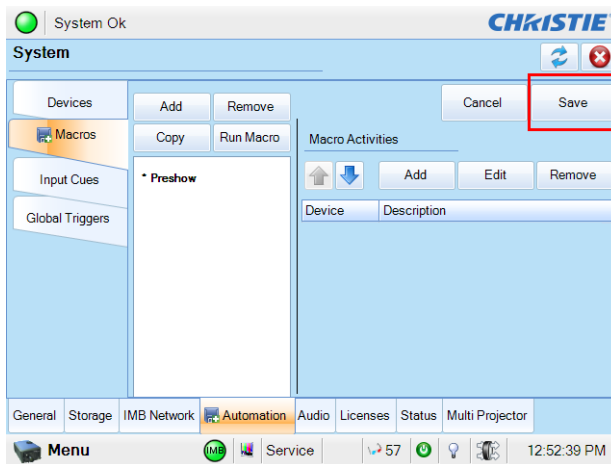 System Ok
CHRISTIE
System
Devices
Add
Remove
Cancel
Save
Macros
Copy
Run Macro
Macro Activities
Input Cues
* Preshow
Add
Edit
Remove
Global Triggers
Device
Description
General
Storage
IMB Network
Automation
Audio
Licenses
Status
Multi Projector
Menu
IMB
Service
57
12:52:39 PM